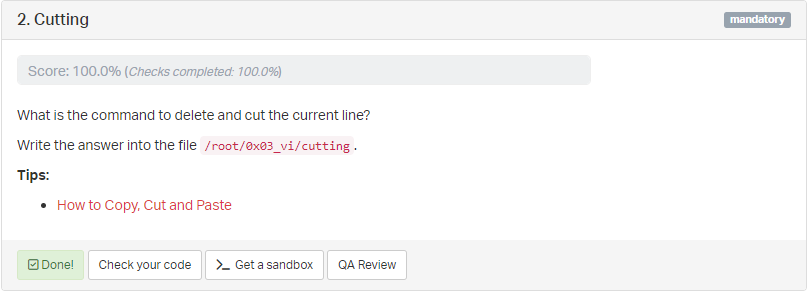 2. Cutting
mandatory
Score: 100.0% (Checks completed: 100.0%)
What is the command to delete and cut the current line?
Write the answer into the file /root/0x03_vi/cutting.
Tips:
How to Copy, Cut and Paste
Done! Check your code Get a sandbox QA Review